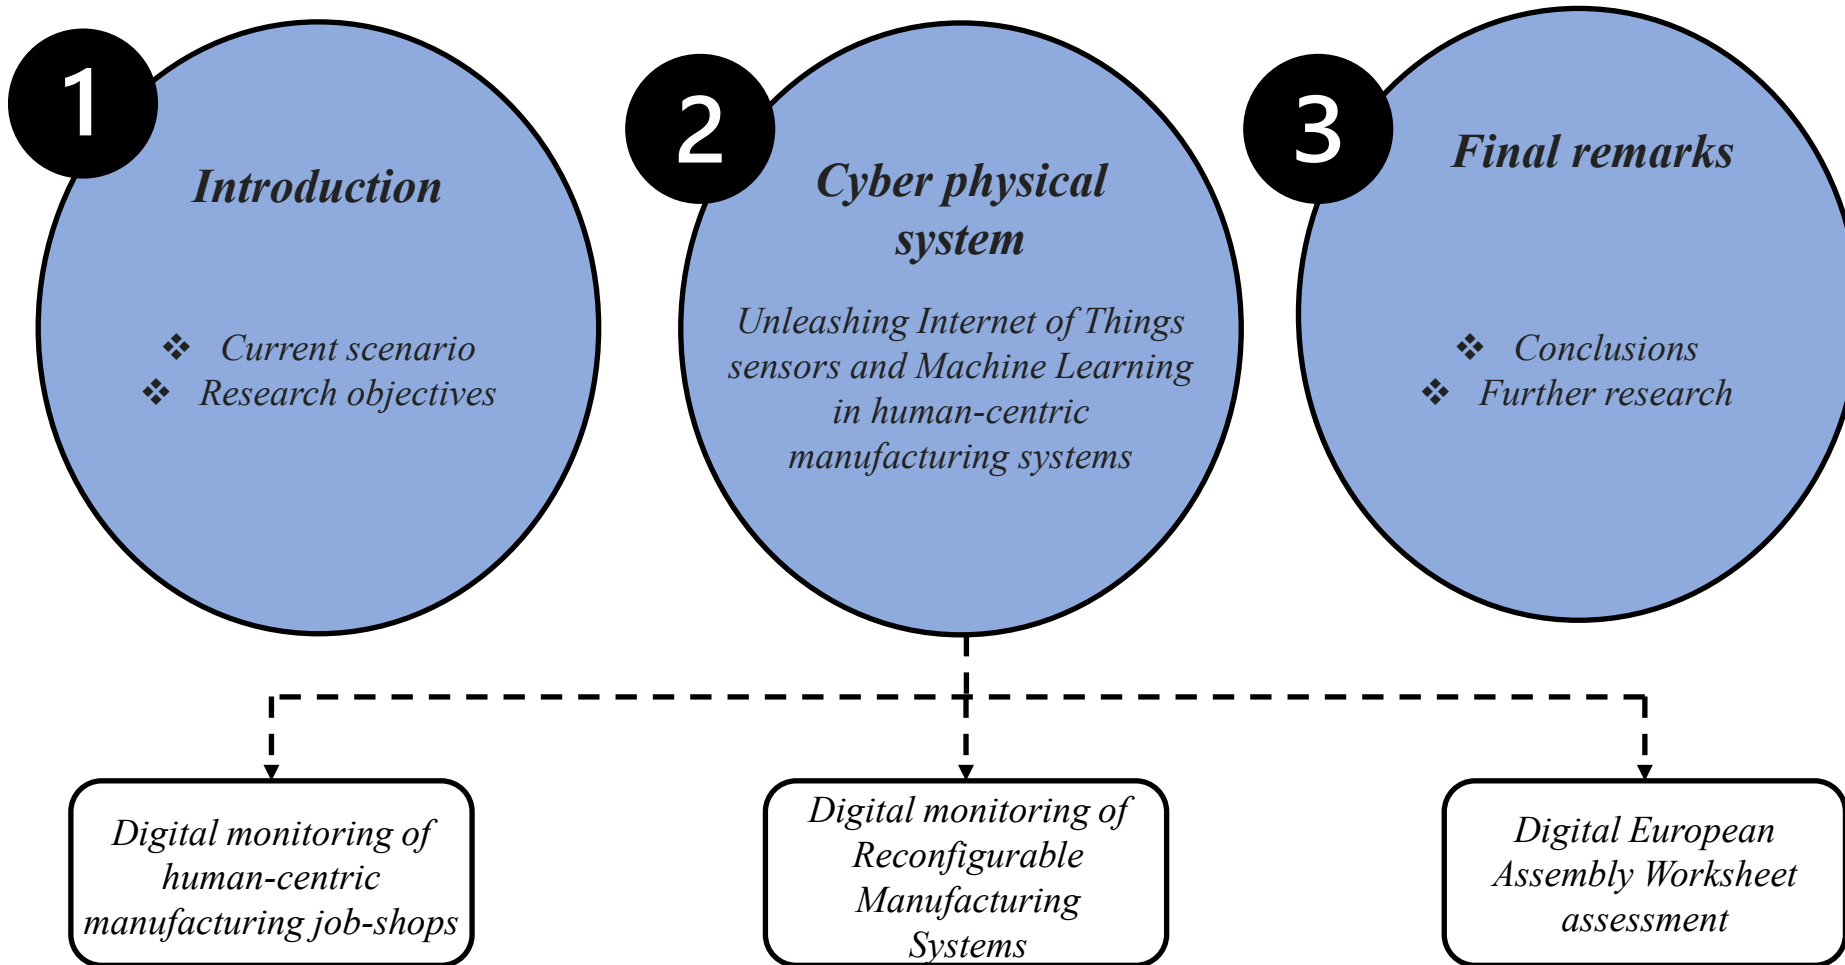 1
Introduction
❖ Current scenario
❖ Research objectives
2
Cyber physical
system
Unleashing Internet of Things
sensors and Machine Learning
in human-centric
manufacturing systems
3
Final remarks
❖ Conclusions
❖ Further research
Digital monitoring of
human-centric
manufacturing job-shops
Digital monitoring of
Reconfigurable
Manufacturing
Systems
Digital European
Assembly Worksheet
assessment